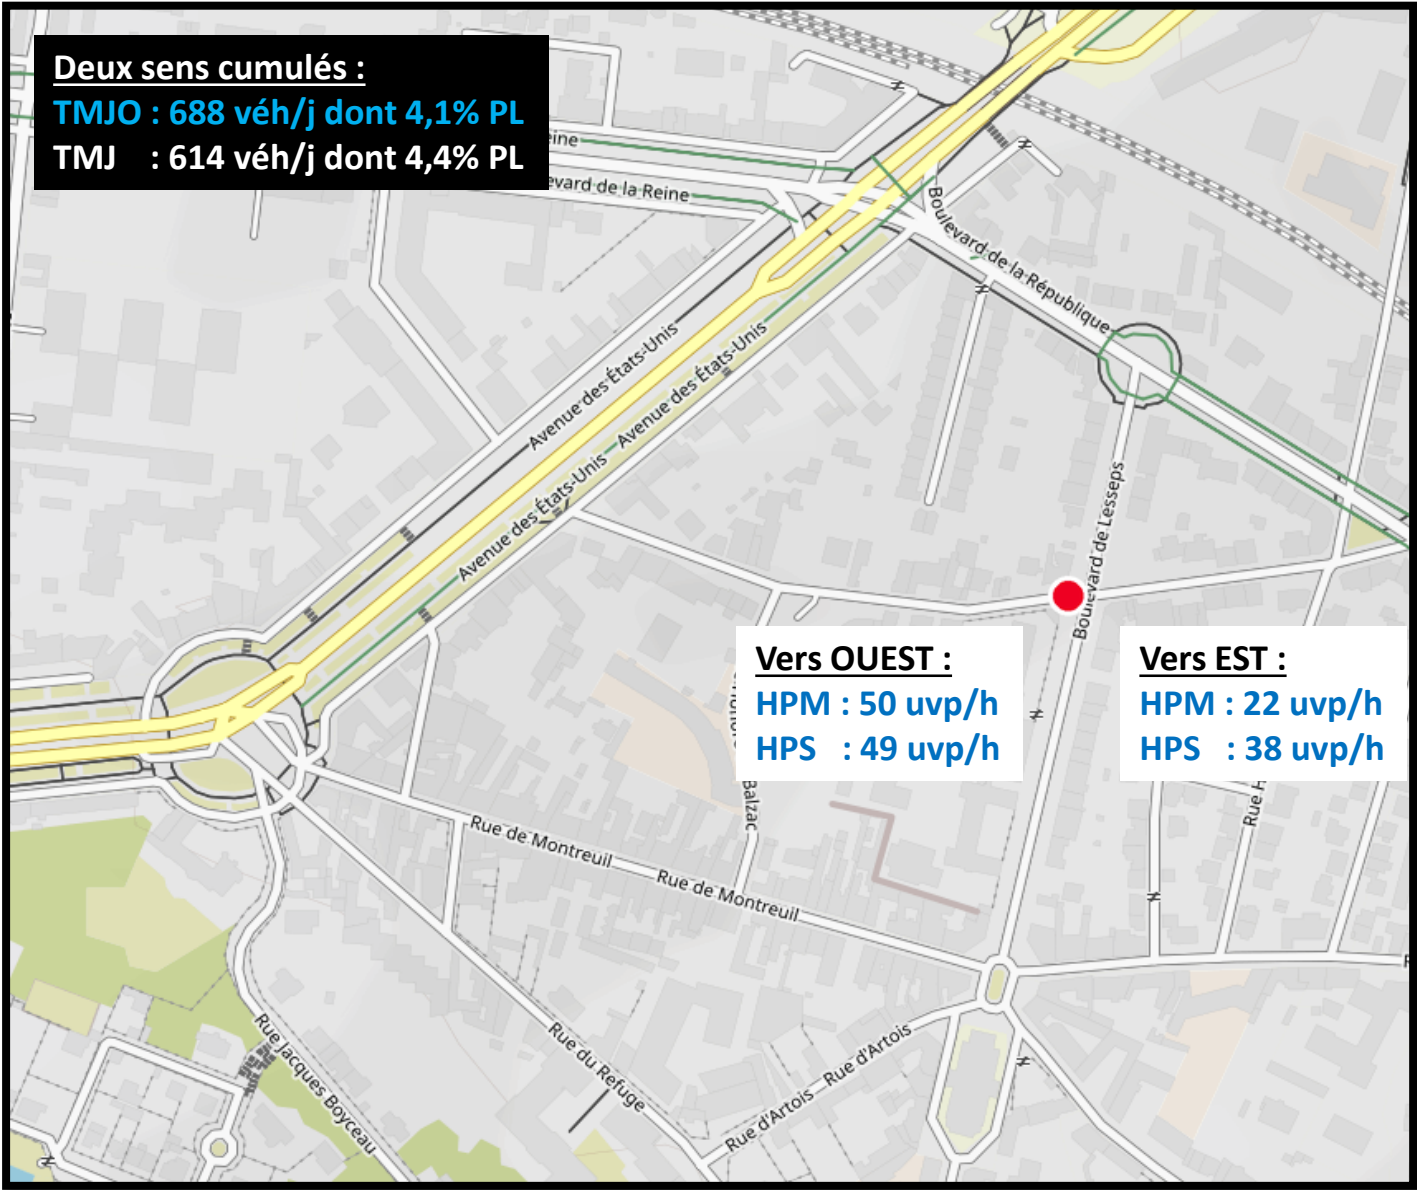 Deux sens cumulés :
TMJO : 688 véh/j dont 4,1% PL
TMJ : 614 véh/j dont 4,4% PL
eine
evard de la Reine
Boulevard de la République
Avenue des États-Unis
Avenue des États-Unis
Avenue des États-Unis
Boulevard de Lesseps
Vers OUEST :
HPM : 50 uvp/h
HPS : 49 uvp/h
Vers EST :
HPM : 22 uvp/h
HPS : 38 uvp/h
Balzac
Rue H
Rue de Montreuil
Rue de Montreuil
Rue Jacques Boyceau
Rue du Refuge
Rue d'Artois
Rue d'Artois